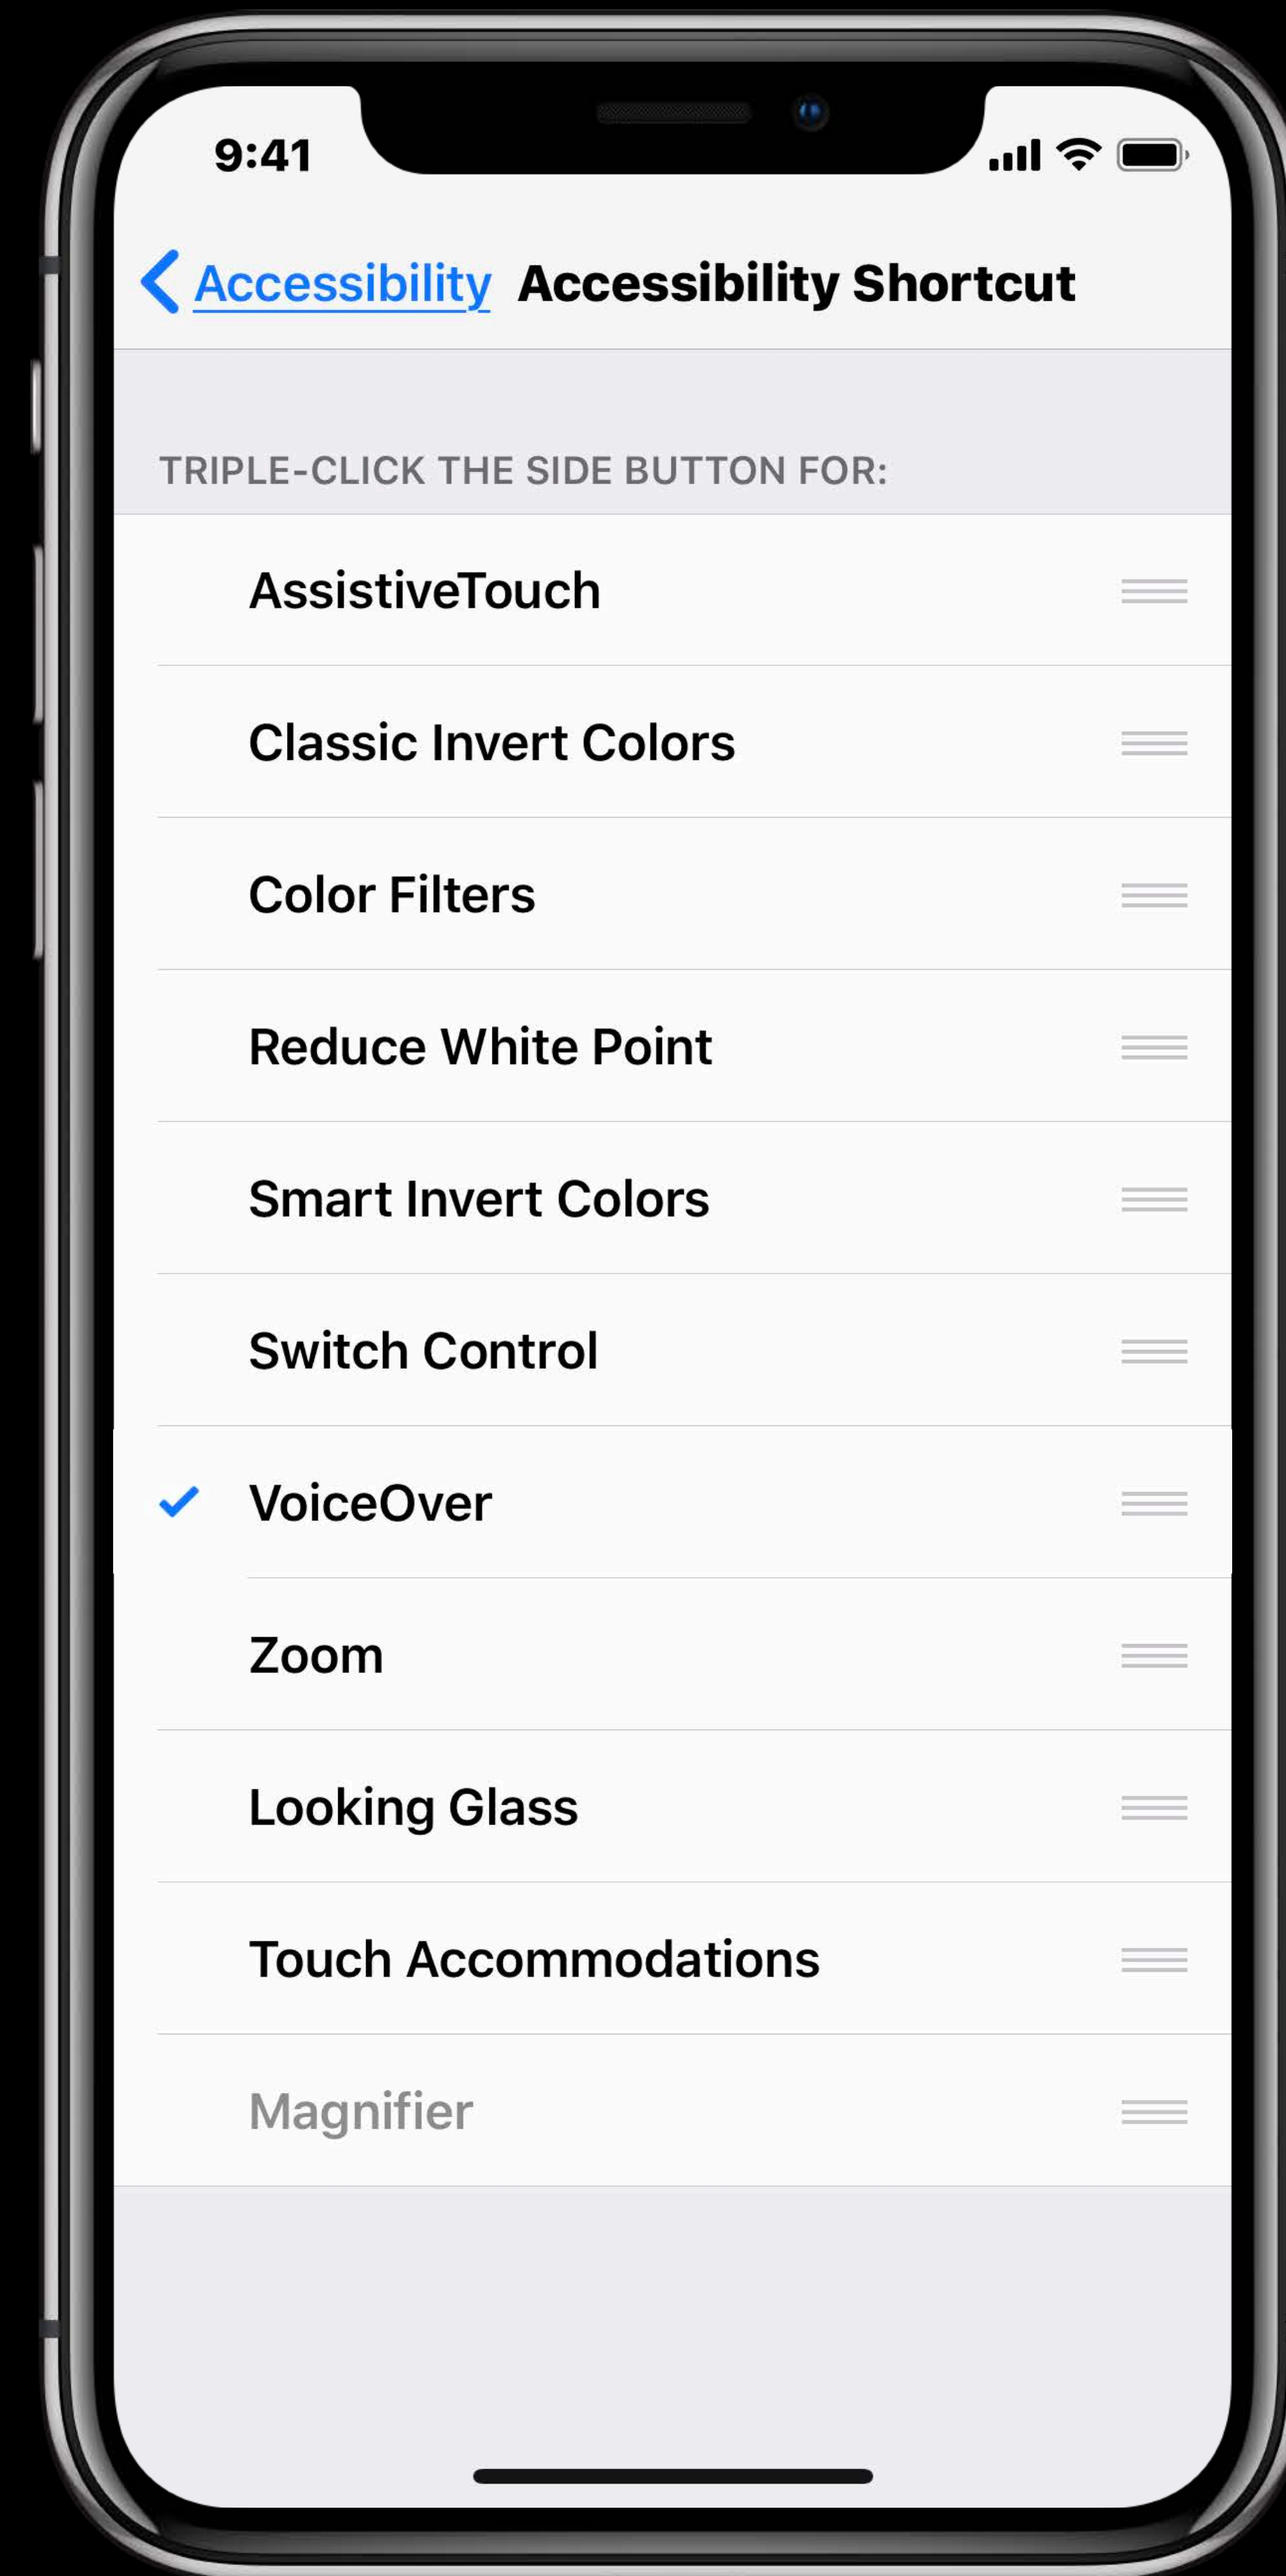 9:41
Accessibility Accessibility Shortcut
TRIPLE-CLICK THE SIDE BUTTON FOR:
AssistiveTouch
Classic Invert Colors
Color Filters
Reduce White Point
Smart Invert Colors
Switch Control
VoiceOver
Zoom
Looking Glass
Touch Accommodations
Magnifier